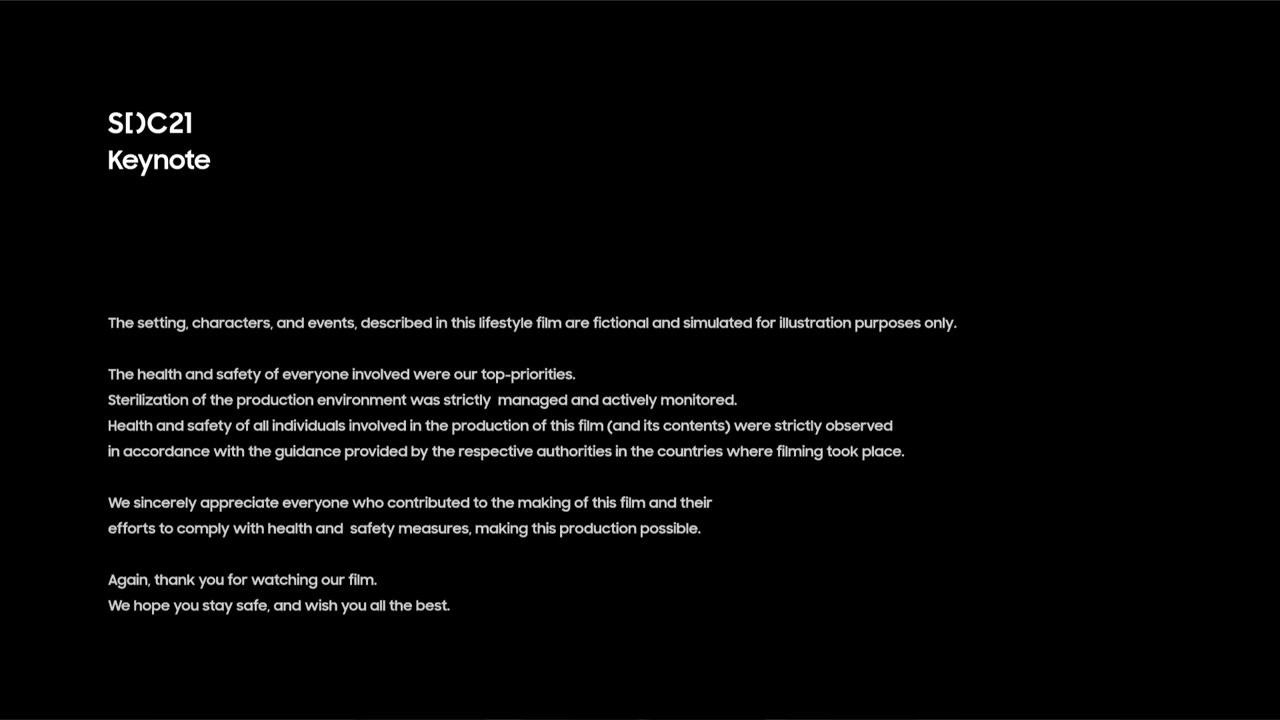 SDC21
Keynote
The setting, characters, and events, described in this lifestyle film are fictional and simulated for illustration purposes only.
The health and safety of everyone involved were our top-priorities.
Sterilization of the production environment was strictly  managed and actively monitored.
Health and safety of all individuals involved in the production of this film (and its contents) were strictly observed
in accordance with the guidance provided by the respective authorities in the countries where filming took place.
We sincerely appreciate everyone who contributed to the making of this film and their
efforts to comply with health and  safety measures, making this production possible.
Again, thank you for watching our film.
We hope you stay safe, and wish you all the best.